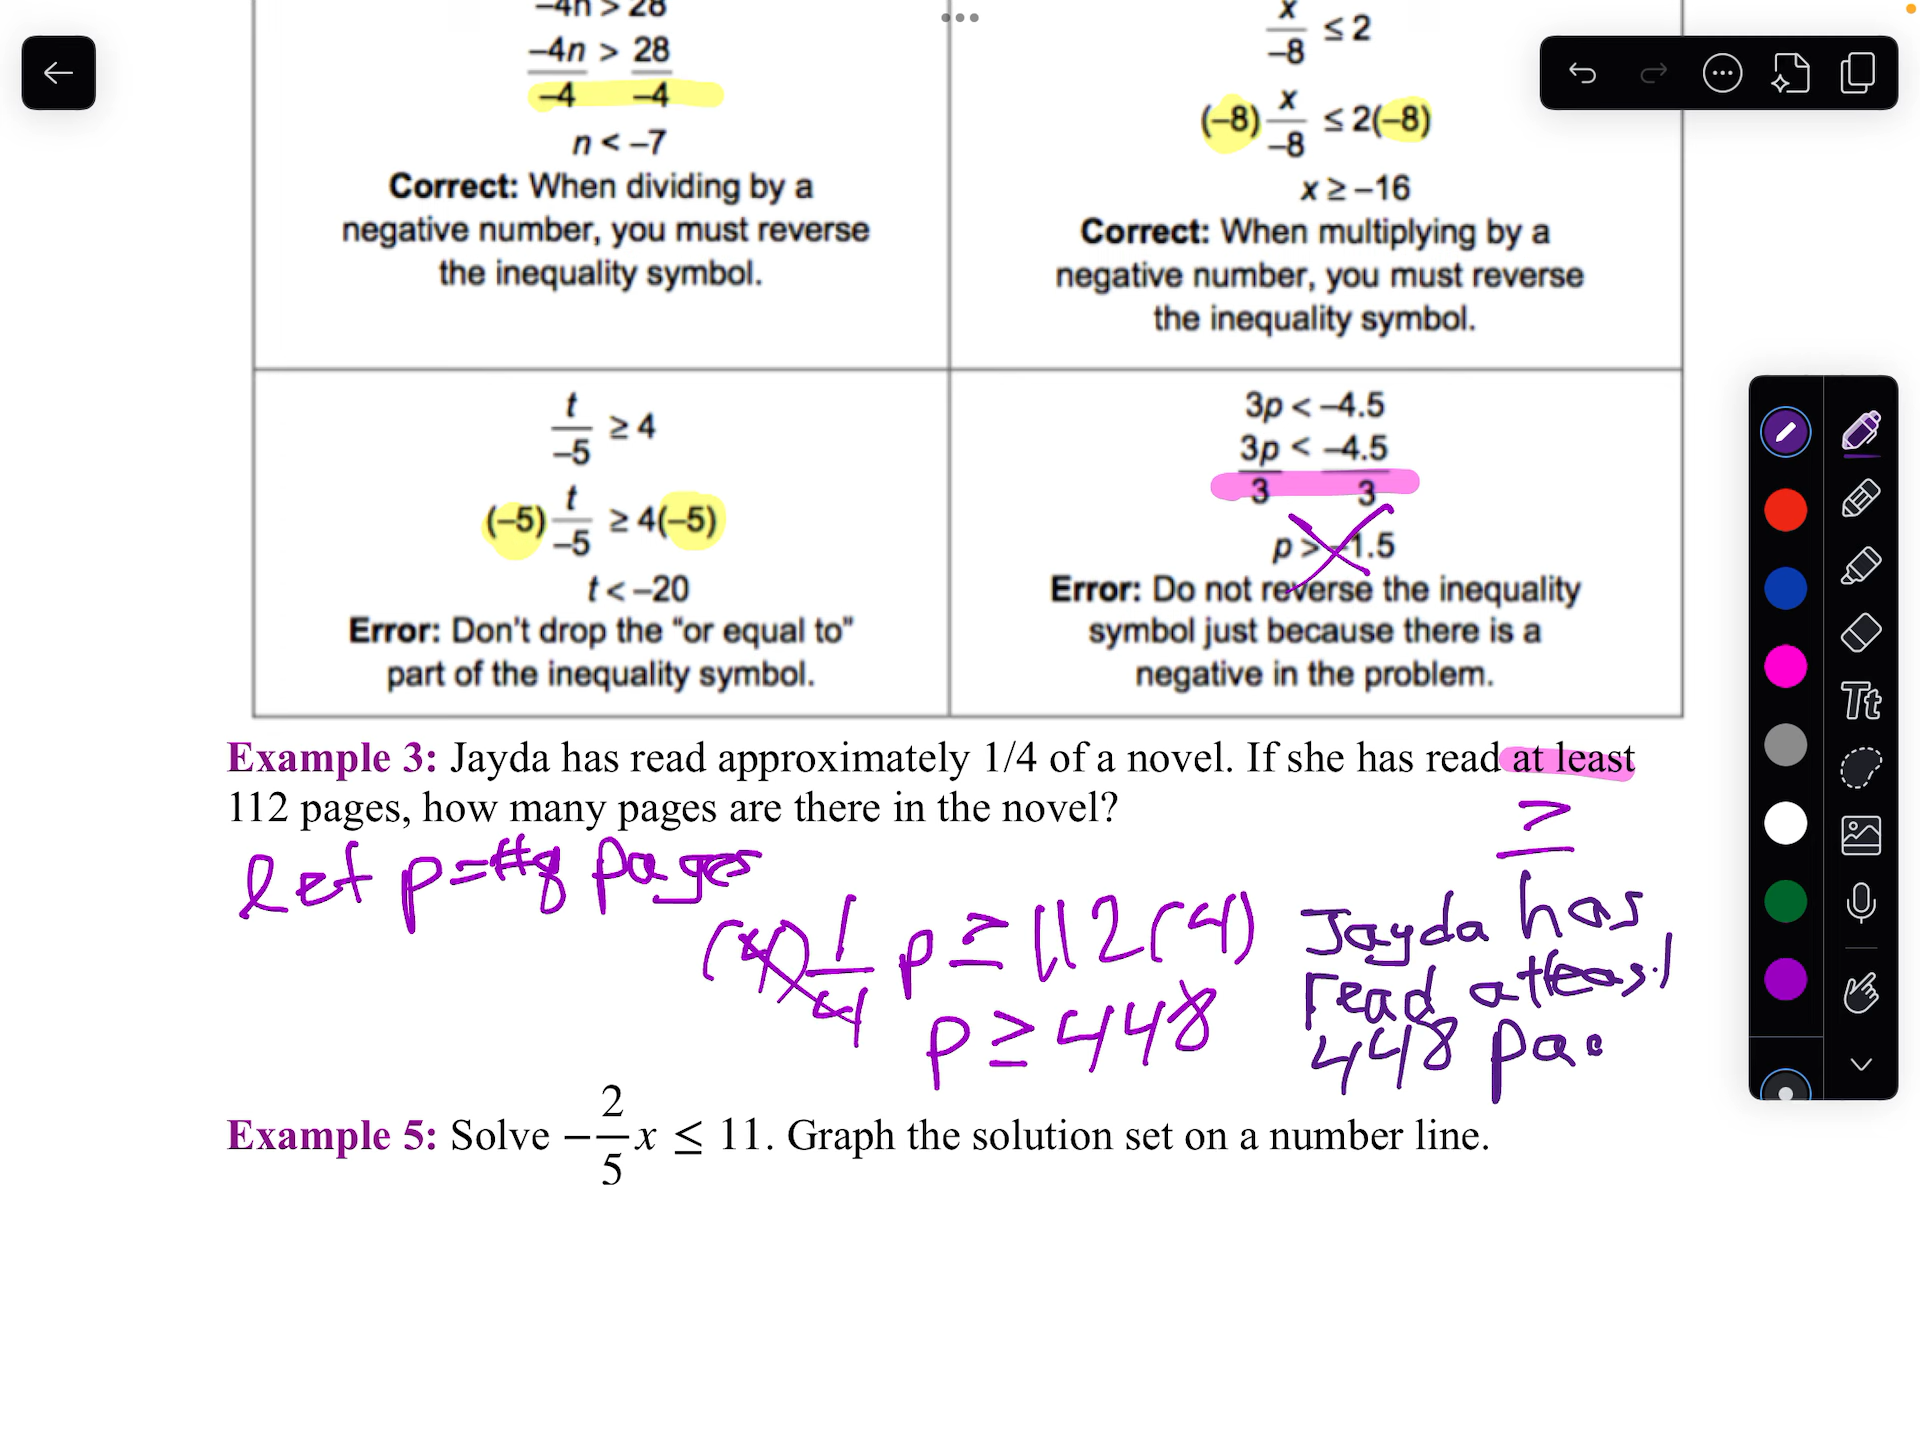 –4n > 28
–4n > 28
–4 –4
n < –7
Correct: When dividing by a
negative number, you must reverse
the inequality symbol.
x/–8 ≤ 2
(–8) x/–8 ≤ 2(–8)
x ≥ –16
Correct: When multiplying by a
negative number, you must reverse
the inequality symbol.
t/–5 ≥ 4
(–5) t/–5 ≥ 4(–5)
t < –20
Error: Don't drop the "or equal to"
part of the inequality symbol.
3p < –4.5
3p < –4.5
3 3
p > –1.5
Error: Do not reverse the inequality
symbol just because there is a
negative in the problem.
Example 3: Jayda has read approximately 1/4 of a novel. If she has read at least
112 pages, how many pages are there in the novel?
≥
let p = # of pages
(4) 1/4 p ≥ 112(4)
p ≥ 448
Jayda has
read at least
448 pa
Example 5: Solve −2/5 x ≤ 11. Graph the solution set on a number line.
Tt